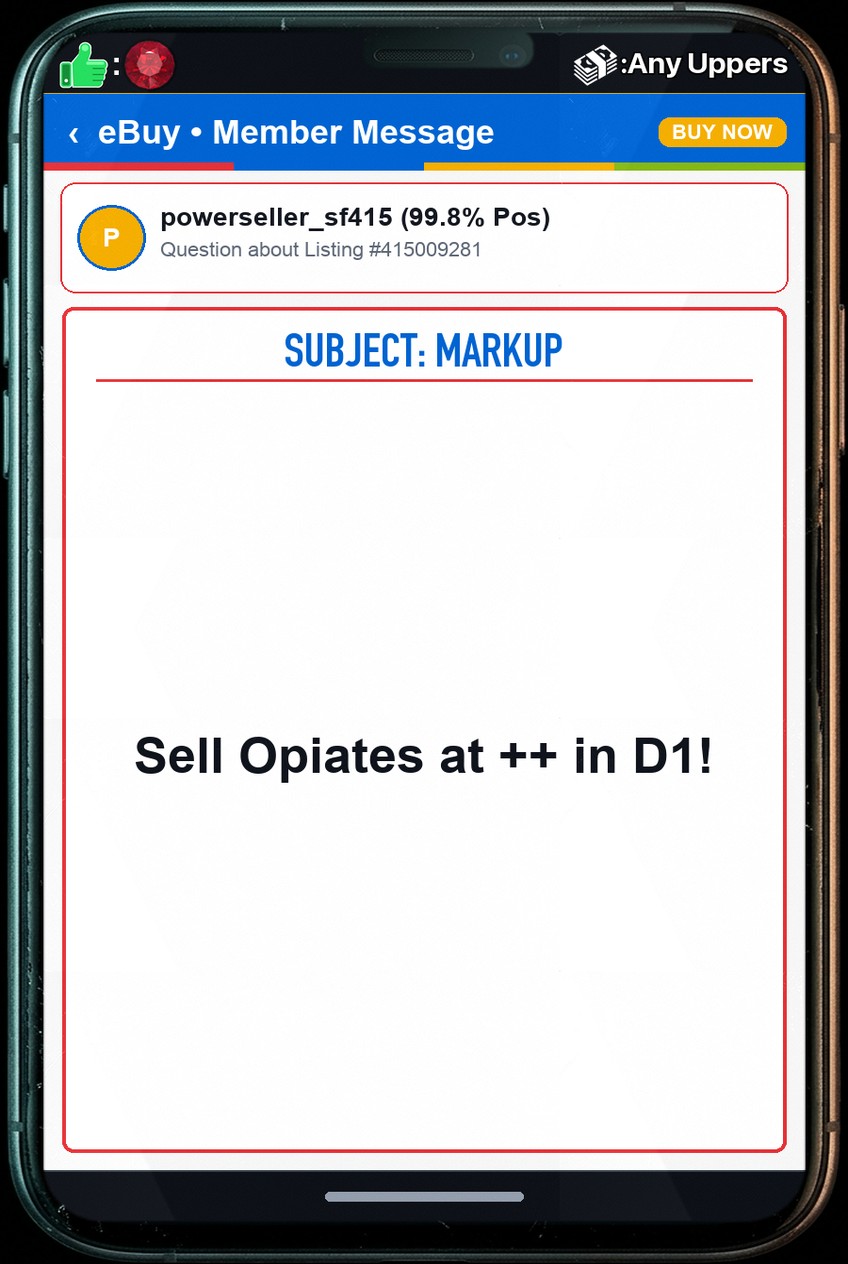 :
:Any Uppers
‹ eBuy • Member Message
BUY NOW
P
powerseller_sf415 (99.8% Pos)
Question about Listing #415009281
SUBJECT: MARKUP
Sell Opiates at ++ in D1!